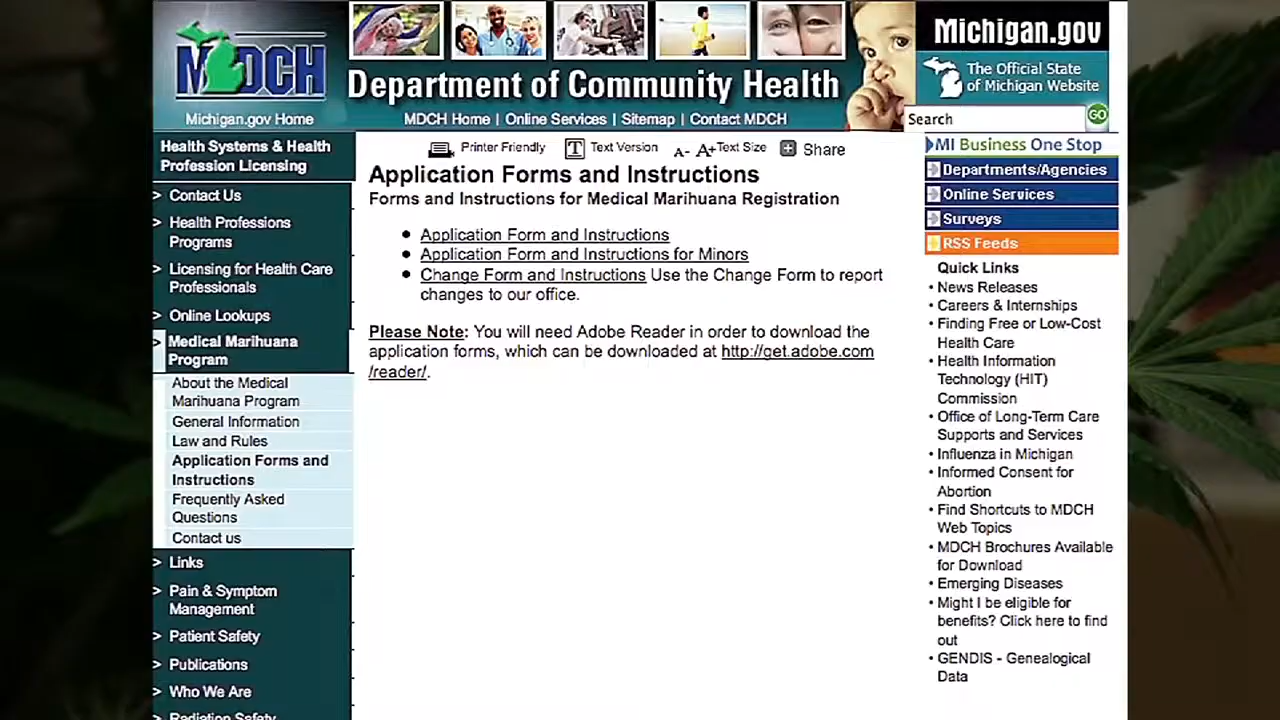 MDCH
Michigan.gov Home
Department of Community Health
MDCH Home | Online Services | Sitemap | Contact MDCH
Michigan.gov
The Official State
of Michigan Website
Search
GO
Health Systems & Health
Profession Licensing
> Contact Us
> Health Professions
Programs
> Licensing for Health Care
Professionals
> Online Lookups
> Medical Marihuana
Program
About the Medical
Marihuana Program
General Information
Law and Rules
Application Forms and
Instructions
Frequently Asked
Questions
Contact us
> Links
> Pain & Symptom
Management
> Patient Safety
> Publications
> Who We Are
> Radiation Safety
Printer Friendly T Text Version A- A+ Text Size Share
Application Forms and Instructions
Forms and Instructions for Medical Marihuana Registration
• Application Form and Instructions
• Application Form and Instructions for Minors
• Change Form and Instructions Use the Change Form to report
changes to our office.
Please Note: You will need Adobe Reader in order to download the
application forms, which can be downloaded at http://get.adobe.com
/reader/.
MI Business One Stop
Departments/Agencies
Online Services
Surveys
RSS Feeds
Quick Links
• News Releases
• Careers & Internships
• Finding Free or Low-Cost
Health Care
• Health Information
Technology (HIT)
Commission
• Office of Long-Term Care
Supports and Services
• Influenza in Michigan
• Informed Consent for
Abortion
• Find Shortcuts to MDCH
Web Topics
• MDCH Brochures Available
for Download
• Emerging Diseases
• Might I be eligible for
benefits? Click here to find
out
• GENDIS - Genealogical
Data